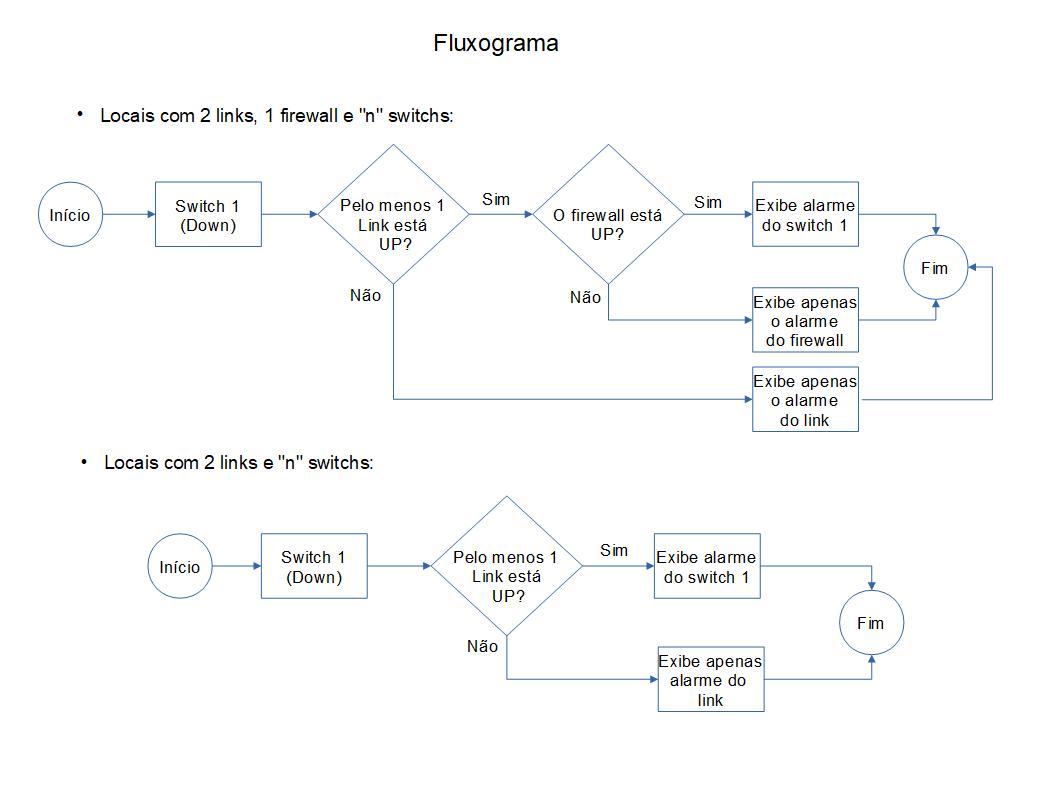 Fluxograma
• Locais com 2 links, 1 firewall e "n" switchs:
Início
Switch 1
(Down)
Pelo menos 1
Link está
UP?
Sim
Não
O firewall está
UP?
Sim
Não
Exibe alarme
do switch 1
Exibe apenas
o alarme
do firewall
Exibe apenas
o alarme
do link
Fim
• Locais com 2 links e "n" switchs:
Início
Switch 1
(Down)
Pelo menos 1
Link está
UP?
Sim
Não
Exibe alarme
do switch 1
Exibe apenas
alarme do
link
Fim